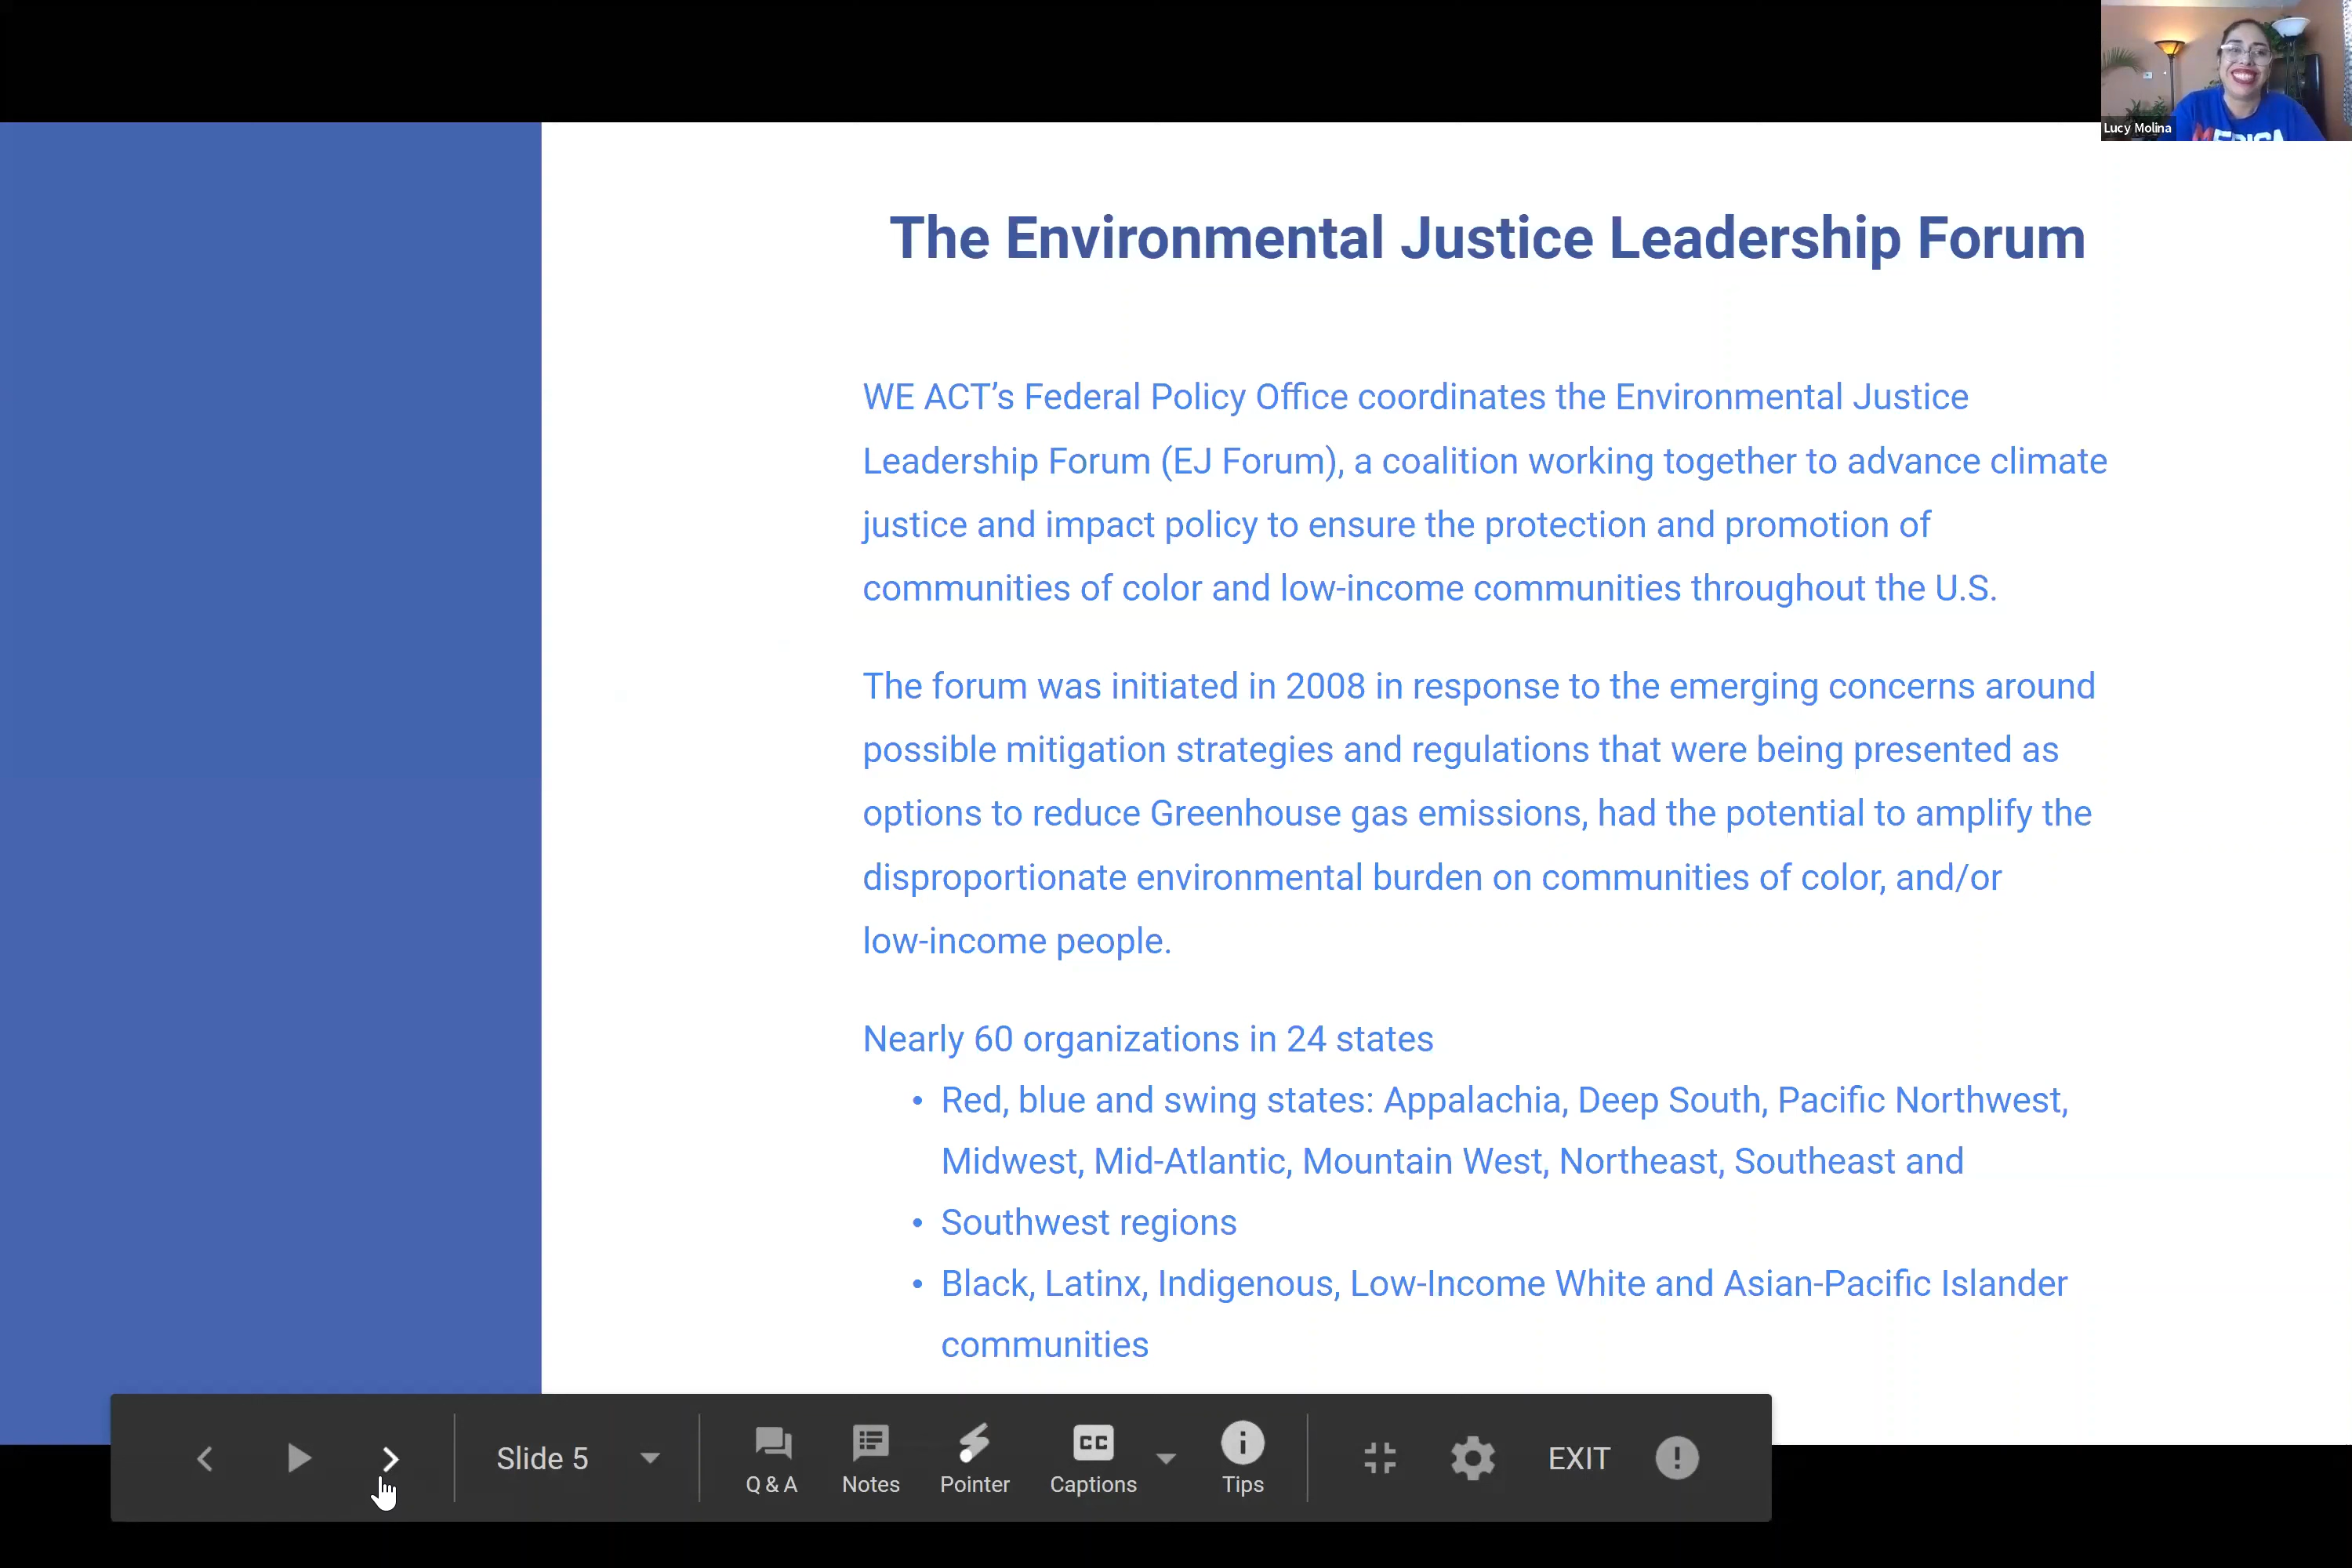 Lucy Molina
The Environmental Justice Leadership Forum
WE ACT’s Federal Policy Office coordinates the Environmental Justice
Leadership Forum (EJ Forum), a coalition working together to advance climate
justice and impact policy to ensure the protection and promotion of
communities of color and low-income communities throughout the U.S.
The forum was initiated in 2008 in response to the emerging concerns around
possible mitigation strategies and regulations that were being presented as
options to reduce Greenhouse gas emissions, had the potential to amplify the
disproportionate environmental burden on communities of color, and/or
low-income people.
Nearly 60 organizations in 24 states
• Red, blue and swing states: Appalachia, Deep South, Pacific Northwest,
Midwest, Mid-Atlantic, Mountain West, Northeast, Southeast and
• Southwest regions
• Black, Latinx, Indigenous, Low-Income White and Asian-Pacific Islander
communities
Slide 5
Q & A
Notes
Pointer
CC
Captions
Tips
EXIT